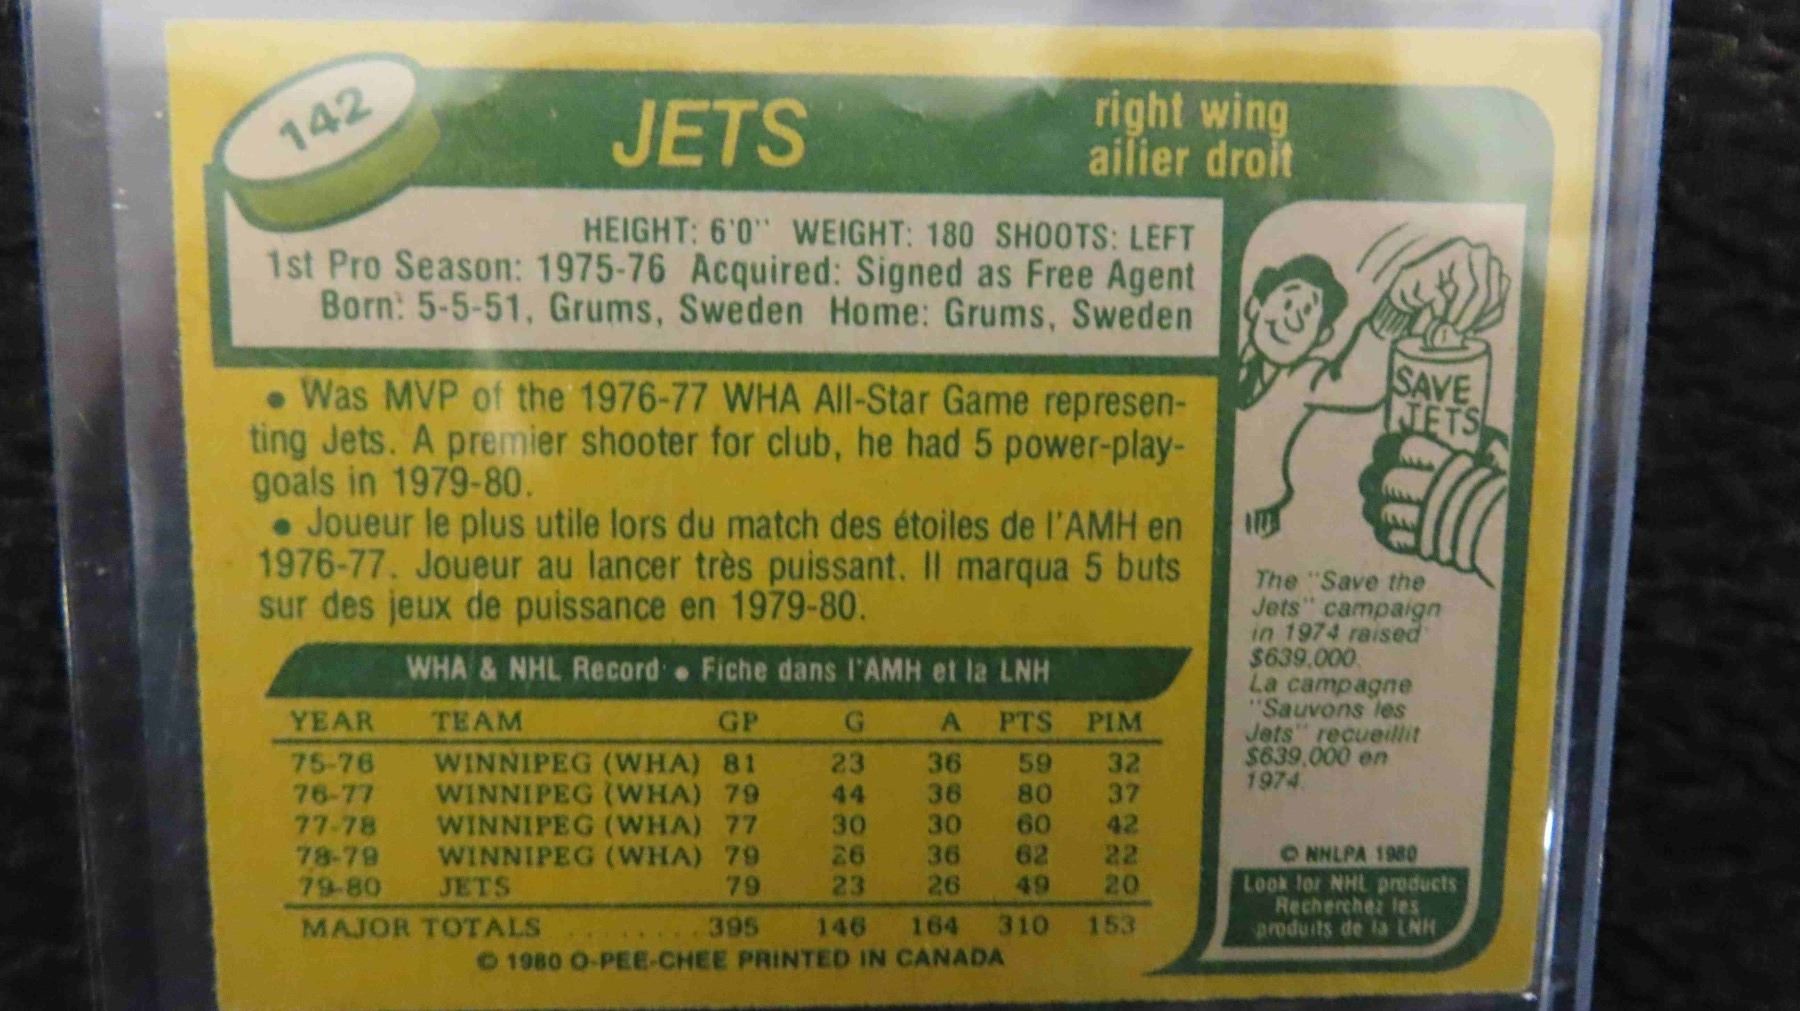 142
JETS
right wing
ailier droit
HEIGHT: 6'0" WEIGHT: 180 SHOOTS: LEFT
1st Pro Season: 1975-76 Acquired: Signed as Free Agent
Born: 5-5-51, Grums, Sweden Home: Grums, Sweden
• Was MVP of the 1976-77 WHA All-Star Game represen-
ting Jets. A premier shooter for club, he had 5 power-play-
goals in 1979-80.
• Joueur le plus utile lors du match des étoiles de l'AMH en
1976-77. Joueur au lancer très puissant. Il marqua 5 buts
sur des jeux de puissance en 1979-80.
WHA & NHL Record • Fiche dans l'AMH et la LNH
YEAR TEAM GP G A PTS PIM
75-76 WINNIPEG (WHA) 81 23 36 59 32
76-77 WINNIPEG (WHA) 79 44 36 80 37
77-78 WINNIPEG (WHA) 77 30 30 60 42
78-79 WINNIPEG (WHA) 79 26 36 62 22
79-80 JETS 79 23 26 49 20
MAJOR TOTALS ........ 395 146 164 310 153
© 1980 O-PEE-CHEE PRINTED IN CANADA
SAVE
JETS
The "Save the
Jets" campaign
in 1974 raised
$639,000.
La campagne
"Sauvons les
Jets" recueillit
$639,000 en
1974.
© NHLPA 1980
Look for NHL products
Recherchez les
produits de la LNH